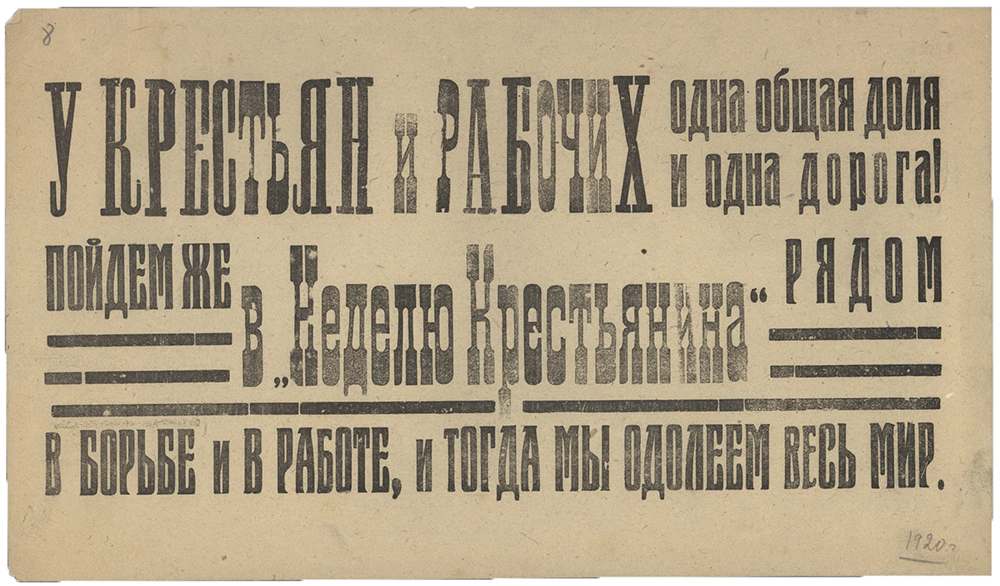 8
У КРЕСТЬЯН и РАБОЧИХ одна общая доля
и одна дорога!
ПОЙДЕМ ЖЕ в „Неделю Крестьянина“ РЯДОМ
В БОРЬБЕ и В РАБОТЕ, и ТОГДА МЫ ОДОЛЕЕМ ВЕСЬ МИР.
1920 г.